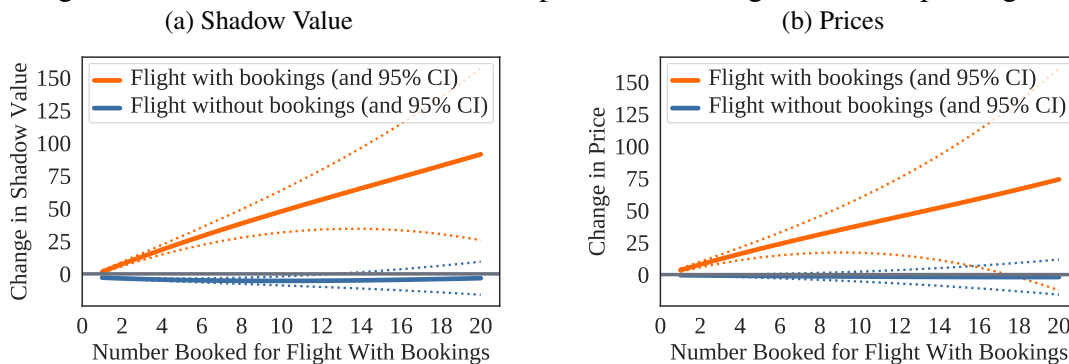 (a) Shadow Value
(b) Prices
Change in Shadow Value
150
125
100
75
50
25
0
Flight with bookings (and 95% CI)
Flight without bookings (and 95% CI)
0 2 4 6 8 10 12 14 16 18 20
Number Booked for Flight With Bookings
Change in Price
150
125
100
75
50
25
0
Flight with bookings (and 95% CI)
Flight without bookings (and 95% CI)
0 2 4 6 8 10 12 14 16 18 20
Number Booked for Flight With Bookings